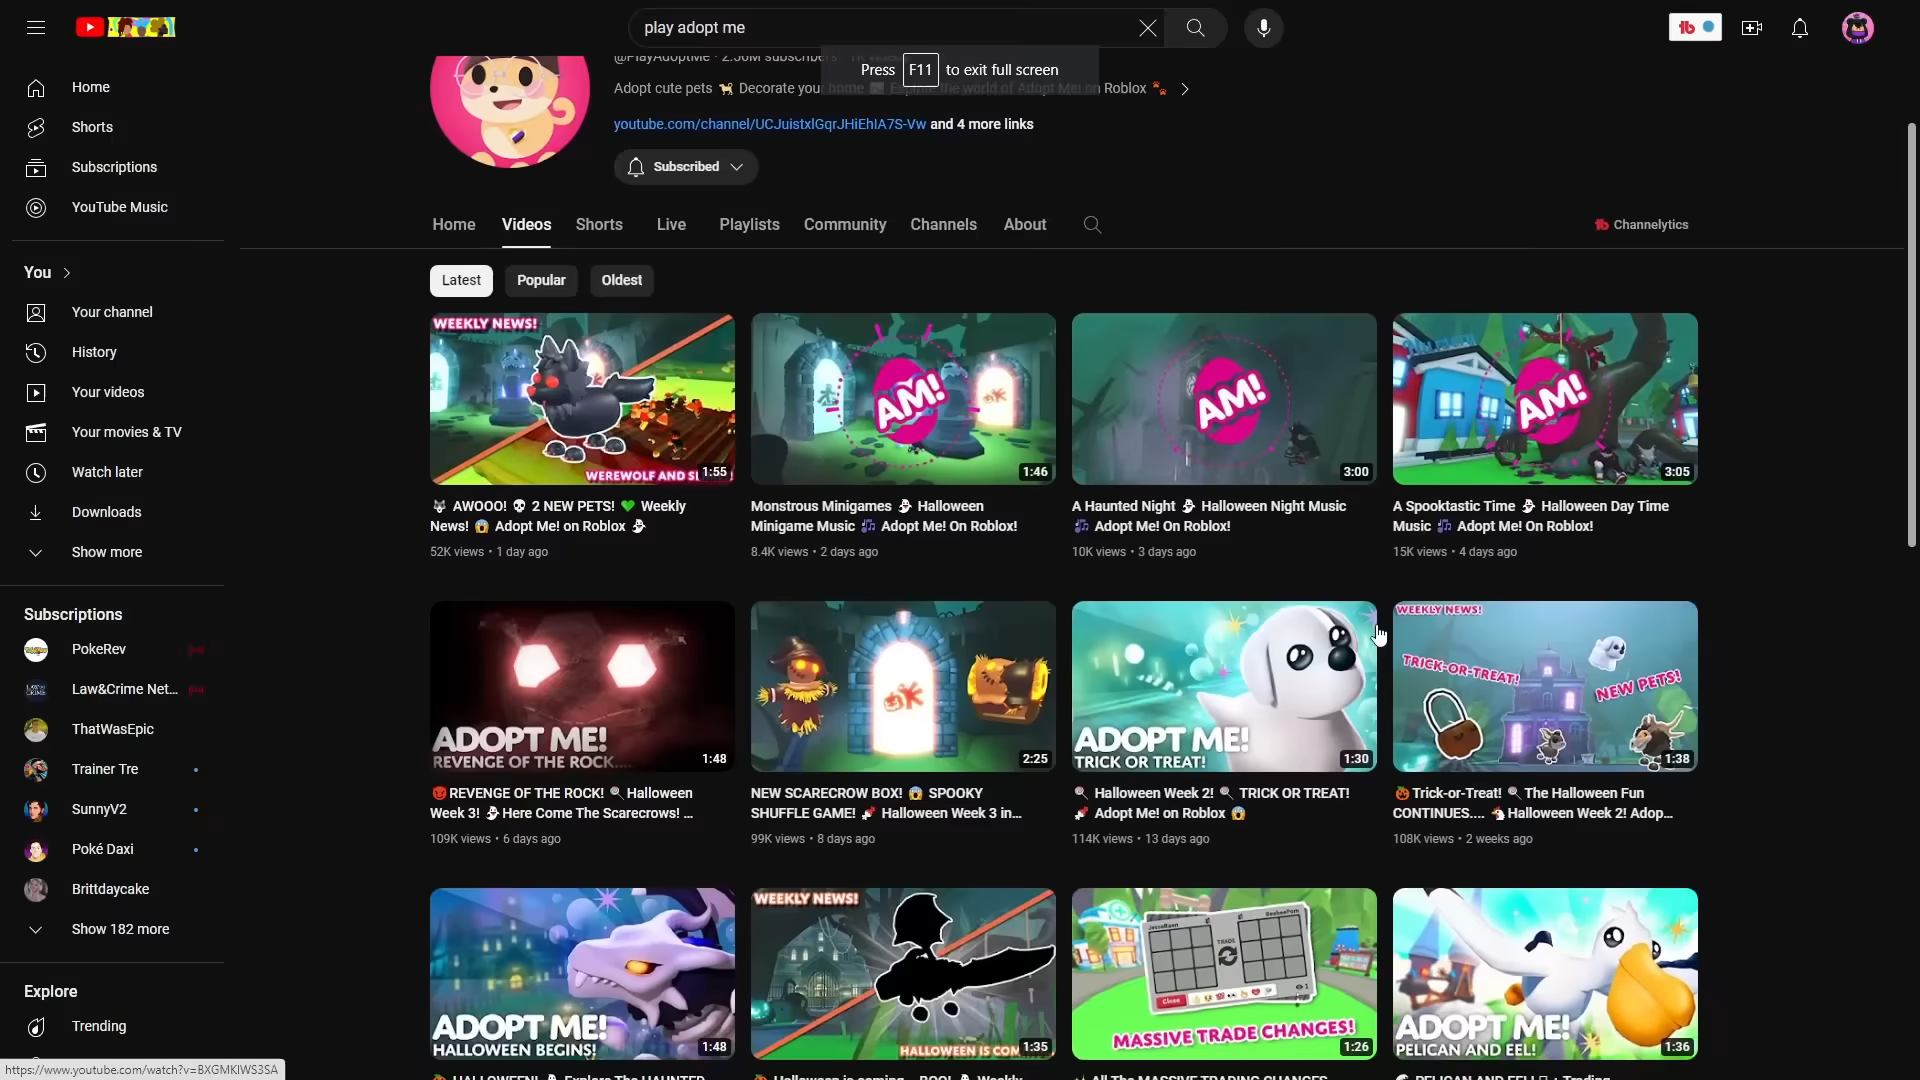 play adopt me
Press F11 to exit full screen
Adopt cute pets 🐕 Decorate your home
on Roblox 🐾
youtube.com/channel/UCJuistxlGqrJHiEhIA7S-Vw and 4 more links
Subscribed
Home
Shorts
Subscriptions
YouTube Music
You
Your channel
History
Your videos
Your movies & TV
Watch later
Downloads
Show more
Subscriptions
PokeRev
Law&Crime Net...
ThatWasEpic
Trainer Tre
SunnyV2
Poké Daxi
Brittdaycake
Show 182 more
Explore
Trending
https://www.youtube.com/watch?v=BXGMKlWS3SA
Home Videos Shorts Live Playlists Community Channels About
Channelytics
Latest Popular Oldest
WEEKLY NEWS!
WEREWOLF AND
1:55
🐺 AWOOO! 💀 2 NEW PETS! 💚 Weekly
News! 😱 Adopt Me! on Roblox 👻
52K views • 1 day ago
AM!
1:46
Monstrous Minigames 👻 Halloween
Minigame Music 🎶 Adopt Me! On Roblox!
8.4K views • 2 days ago
AM!
3:00
A Haunted Night 👻 Halloween Night Music
🎶 Adopt Me! On Roblox!
10K views • 3 days ago
AM!
3:05
A Spooktastic Time 👻 Halloween Day Time
Music 🎶 Adopt Me! On Roblox!
15K views • 4 days ago
ADOPT ME!
REVENGE OF THE ROCK....
1:48
😈REVENGE OF THE ROCK! 🍭Halloween
Week 3! 👻Here Come The Scarecrows! ...
109K views • 6 days ago
2:25
NEW SCARECROW BOX! 😱 SPOOKY
SHUFFLE GAME! 🍬 Halloween Week 3 in...
99K views • 8 days ago
ADOPT ME!
TRICK OR TREAT!
1:30
🍭 Halloween Week 2! 🍭 TRICK OR TREAT!
🍬 Adopt Me! on Roblox 😱
114K views • 13 days ago
WEEKLY NEWS!
TRICK-OR-TREAT!
NEW PETS!
1:38
🎃Trick-or-Treat! 🍭The Halloween Fun
CONTINUES.... 🐔Halloween Week 2! Adop...
108K views • 2 weeks ago
ADOPT ME!
HALLOWEEN BEGINS!
1:48
WEEKLY NEWS!
HALLOWEEN IS COM
1:35
TRADE
Close
MASSIVE TRADE CHANGES!
1:26
ADOPT ME!
PELICAN AND EEL!
1:36